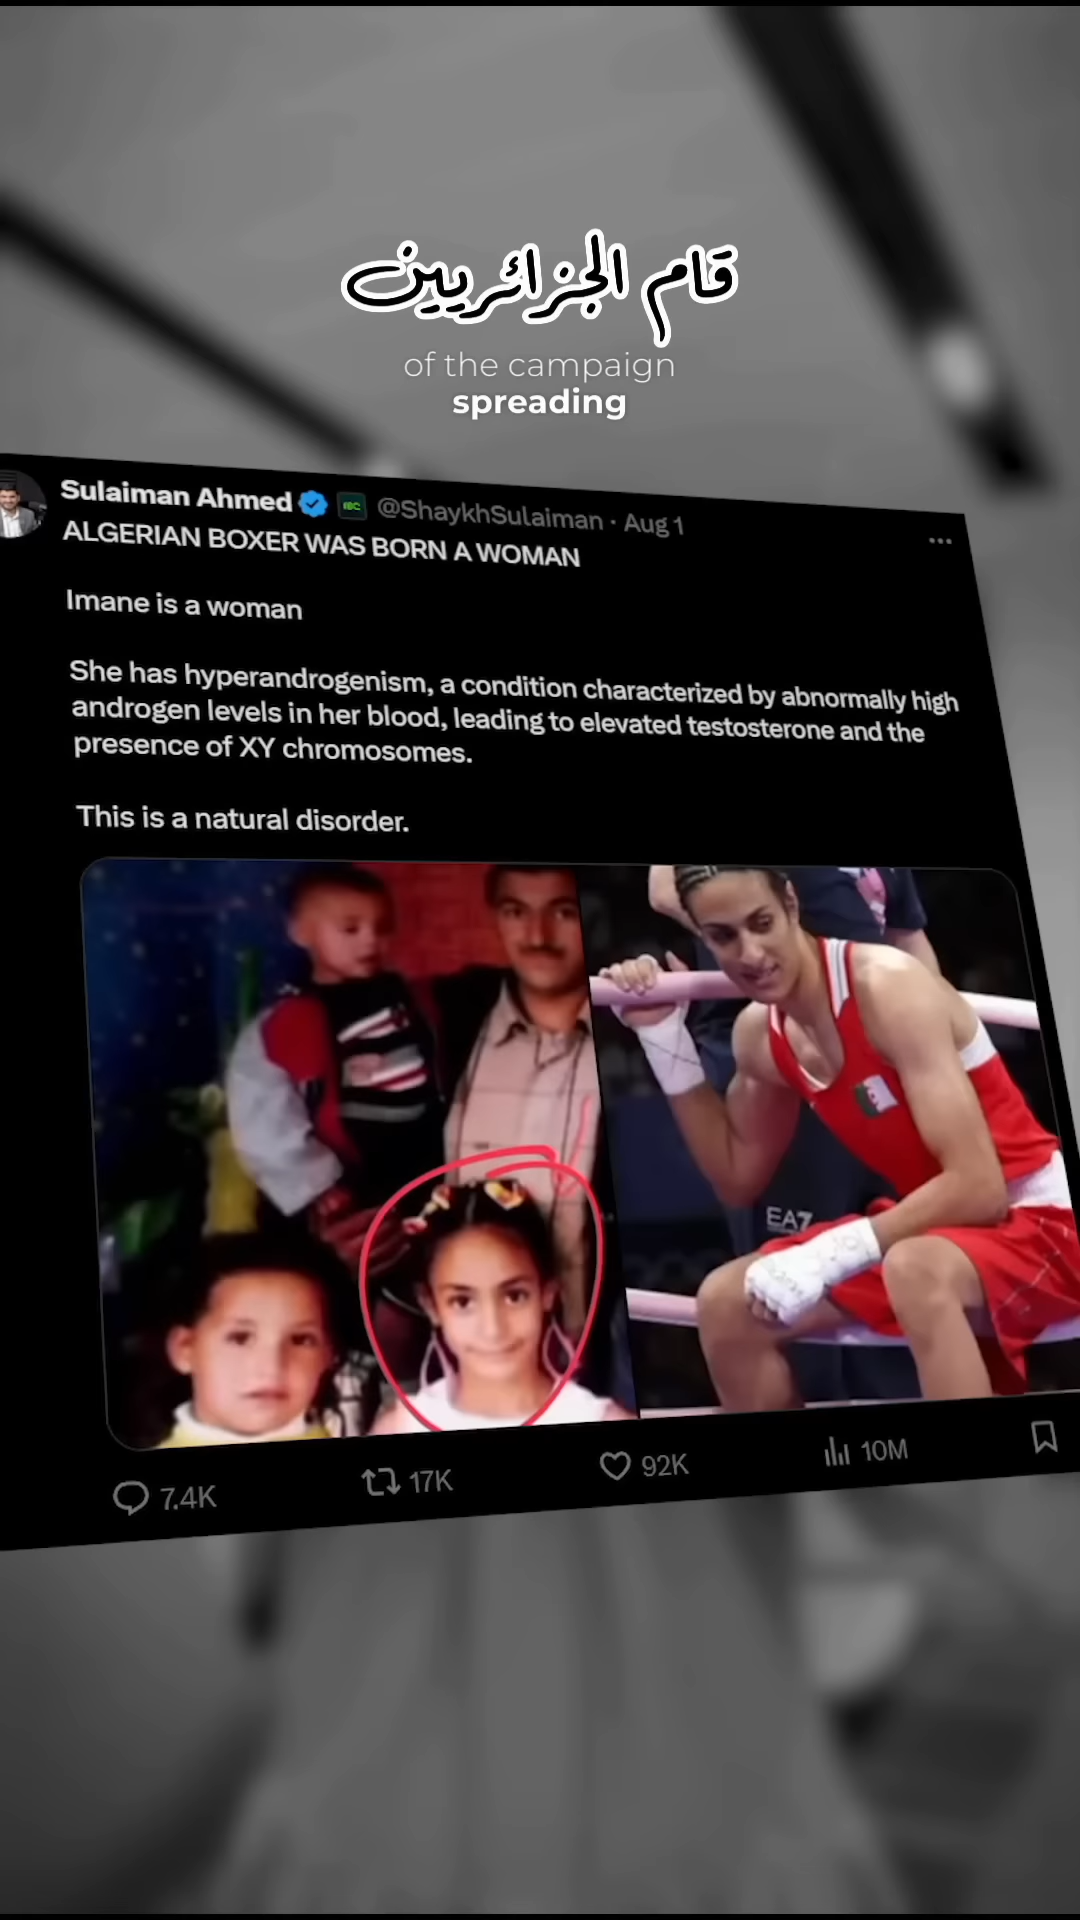 قام الجزائريين
of the campaign
spreading
Sulaiman Ahmed @ShaykhSulaiman · Aug 1
ALGERIAN BOXER WAS BORN A WOMAN
Imane is a woman
She has hyperandrogenism, a condition characterized by abnormally high
androgen levels in her blood, leading to elevated testosterone and the
presence of XY chromosomes.
This is a natural disorder.
EA7
7.4K 17K 92K 10M